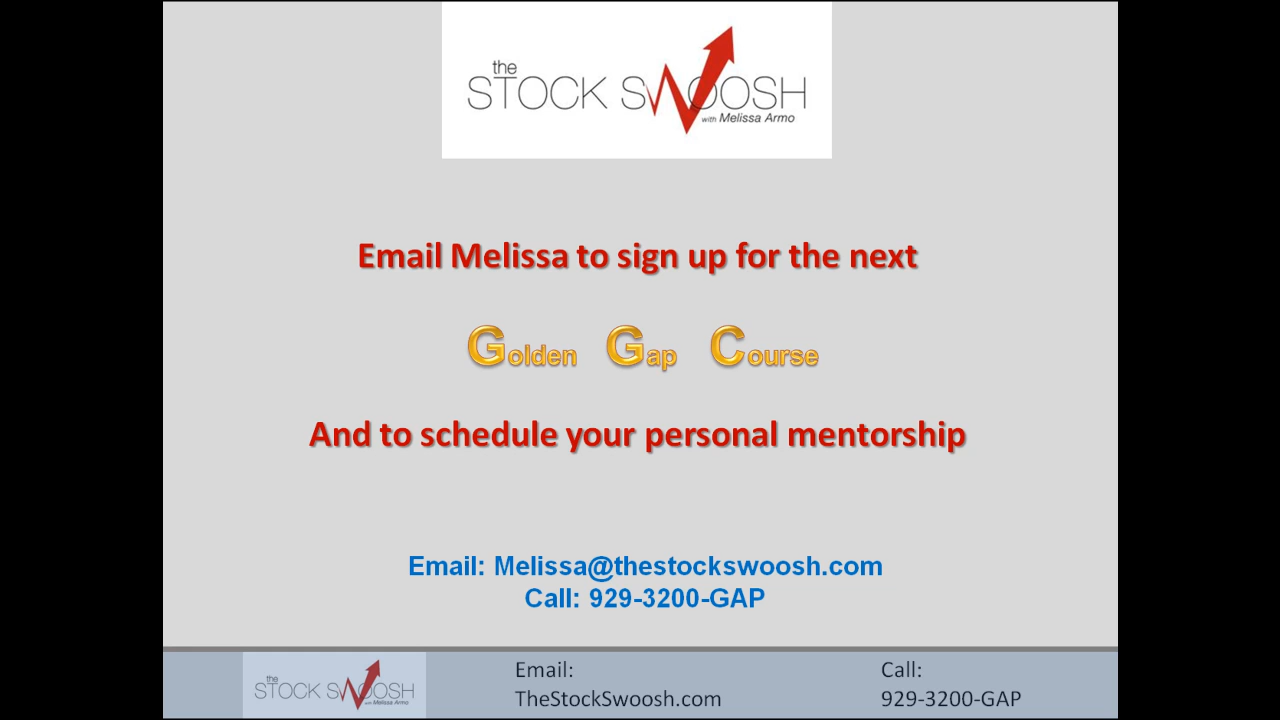 the
STOCK SWOOSH
with Melissa Armo
Email Melissa to sign up for the next
Golden Gap Course
And to schedule your personal mentorship
Email: Melissa@thestockswoosh.com
Call: 929-3200-GAP
the
STOCK SWOOSH
with Melissa Armo
Email:
TheStockSwoosh.com
Call:
929-3200-GAP